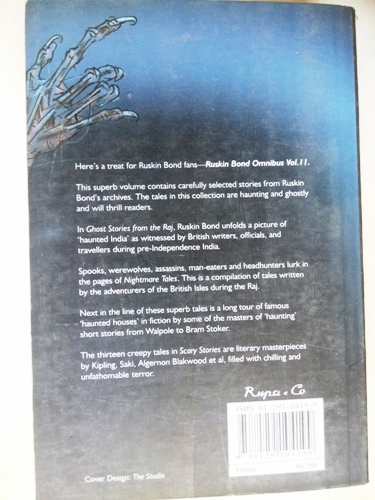 Here's a treat for Ruskin Bond fans—Ruskin Bond Omnibus Vol.11.
This superb volume contains carefully selected stories from Ruskin
Bond's archives. The tales in this collection are haunting and ghostly
and will thrill readers.
In Ghost Stories from the Raj, Ruskin Bond unfolds a picture of
'haunted India' as witnessed by British writers, officials, and
travellers during pre-Independence India.
Spooks, werewolves, assassins, man-eaters and headhunters lurk in
the pages of Nightmare Tales. This is a compilation of tales written
by the adventurers of the British Isles during the Raj.
Next in the line of these superb tales is a long tour of famous
'haunted houses' in fiction by some of the masters of 'haunting'
short stories from Walpole to Bram Stoker.
The thirteen creepy tales in Scary Stories are literary masterpieces
by Kipling, Saki, Algernon Blakwood et al, filled with chilling and
unfathomable terror.
Rupa & Co
ISBN
Cover Design: The Studio